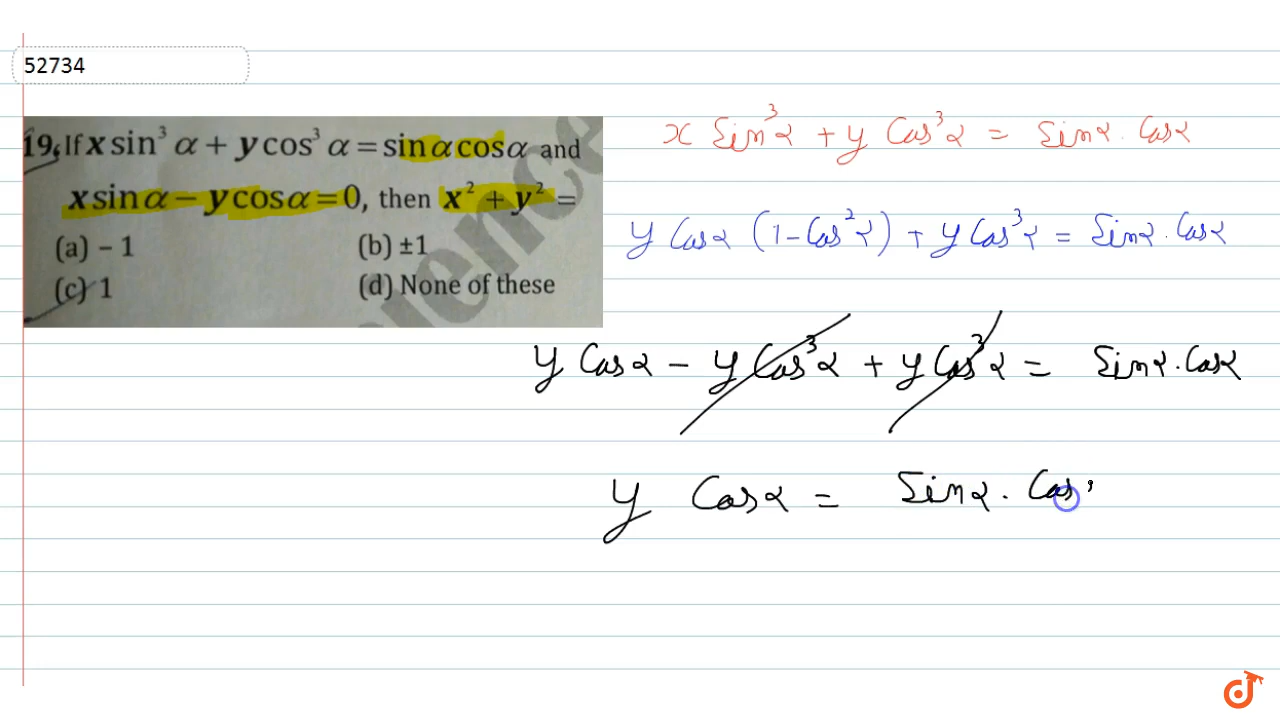 52734
19. If x sin³ α + y cos³ α = sin α cos α and
x sin α − y cos α = 0, then x² + y² =
(a) – 1 (b) ±1
(c) 1 (d) None of these
x Sin³α + y Cos³α = Sinα . Cosα
y Cosα (1 – Cos²α) + y Cos³α = Sinα . Cosα
y Cosα – y Cos³α + y Cos³α = Sinα . Cosα
y Cosα = Sinα . Cos